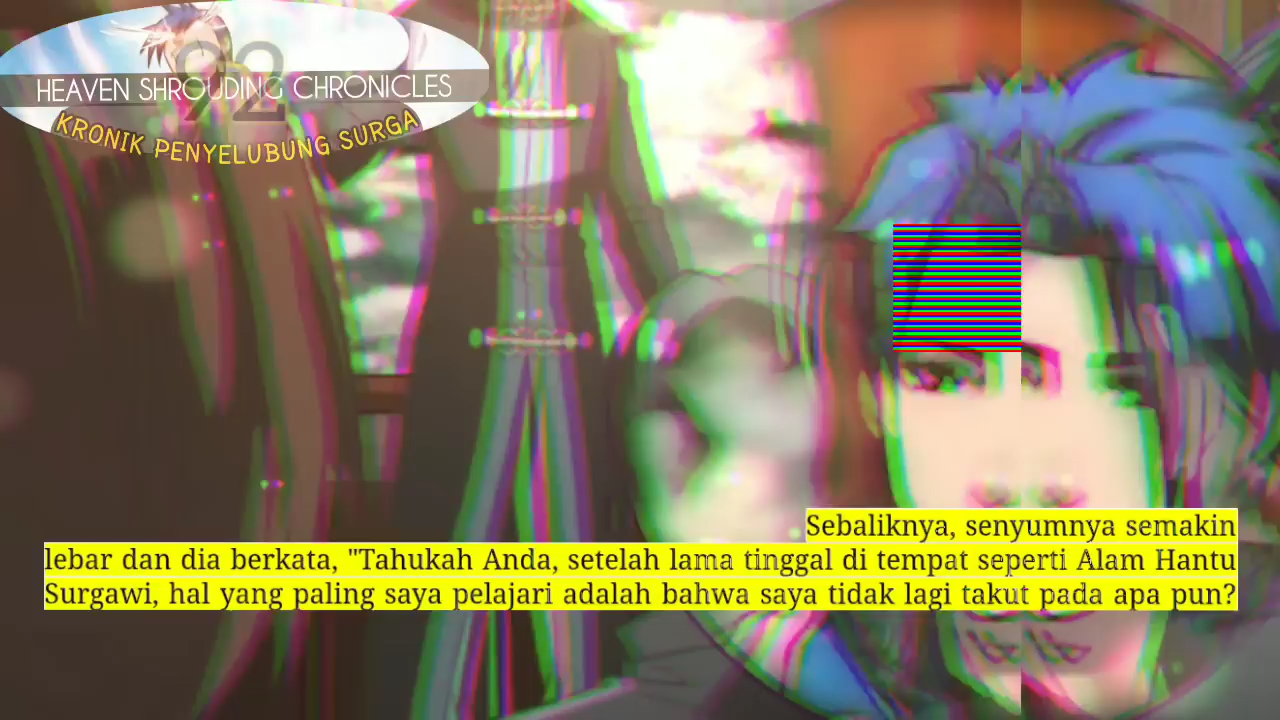 92
HEAVEN SHROUDING CHRONICLES
KRONIK PENYELUBUNG SURGA
Sebaliknya, senyumnya semakin
lebar dan dia berkata, "Tahukah Anda, setelah lama tinggal di tempat seperti Alam Hantu
Surgawi, hal yang paling saya pelajari adalah bahwa saya tidak lagi takut pada apa pun?